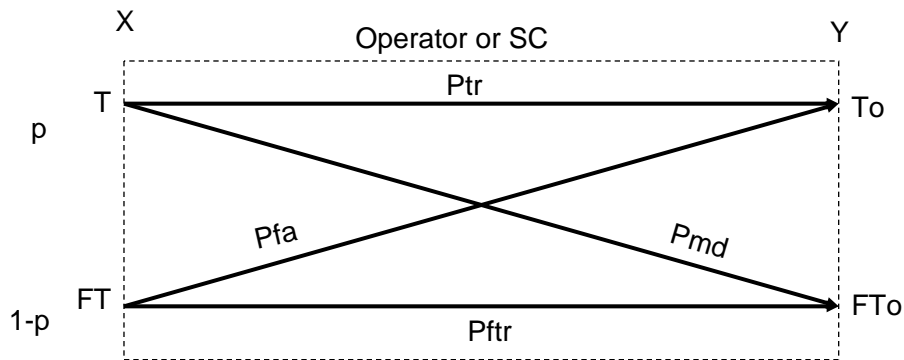 X
Operator or SC
Y
Ptr
T
To
p
Pfa
Pmd
FT
FTo
1-p
Pftr